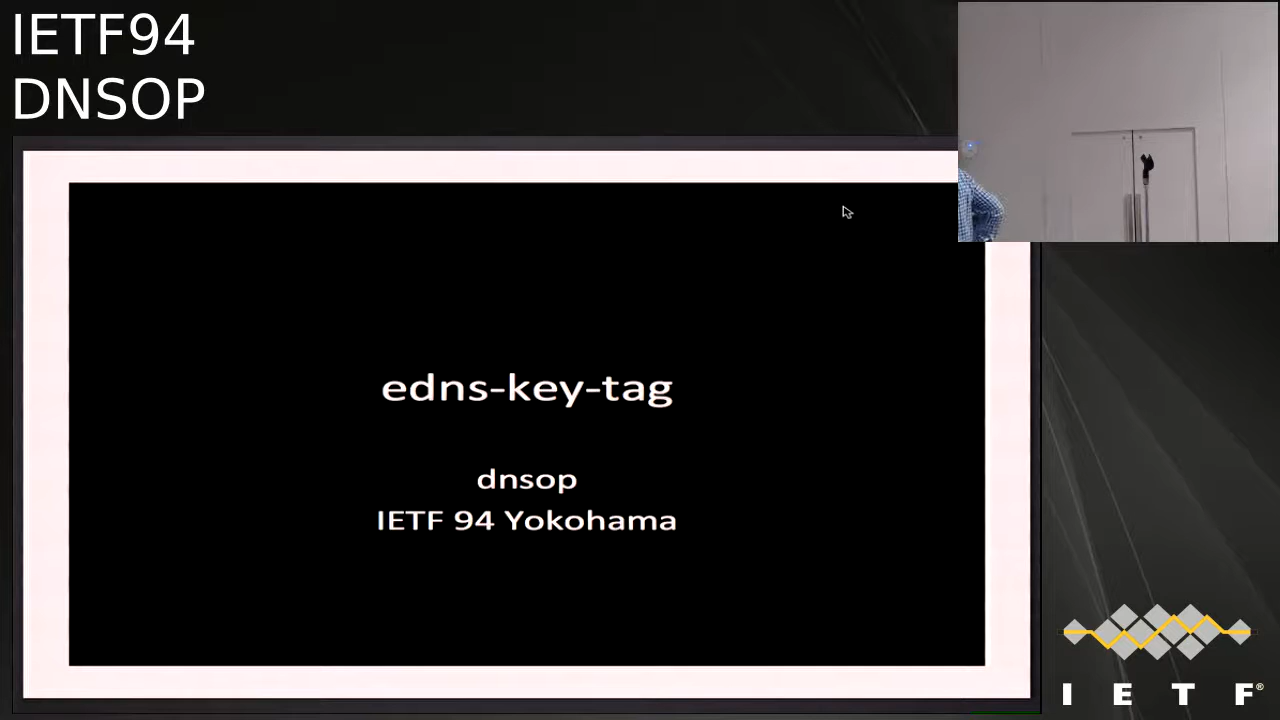 IETF94
DNSOP
edns-key-tag
dnsop
IETF 94 Yokohama
I E T F®